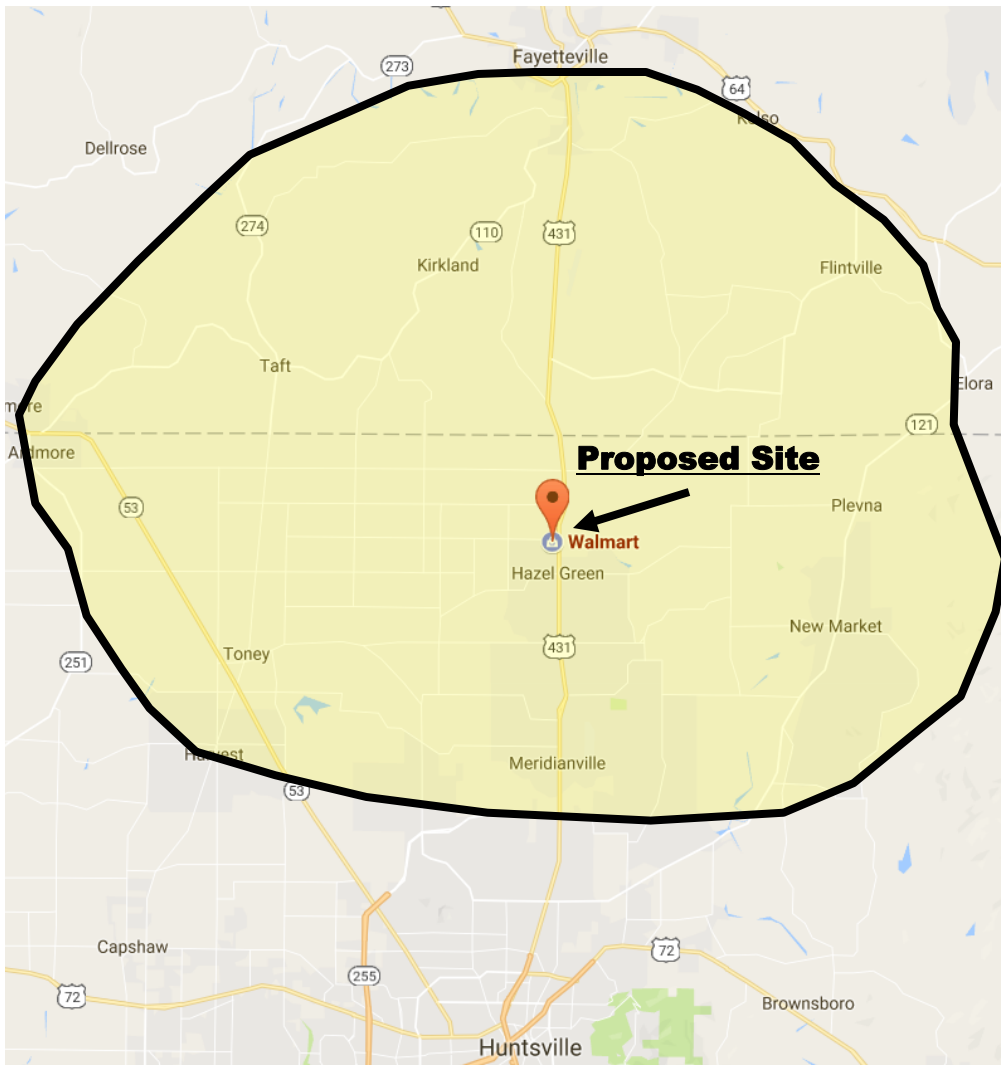 Fayetteville
273
64
Kelso
Dellrose
274
110
431
Kirkland
Flintville
Taft
Elora
more
121
Ardmore
Proposed Site
53
Plevna
Walmart
Hazel Green
New Market
431
Toney
251
Harvest
Meridianville
53
Capshaw
72
255
72
Brownsboro
Huntsville